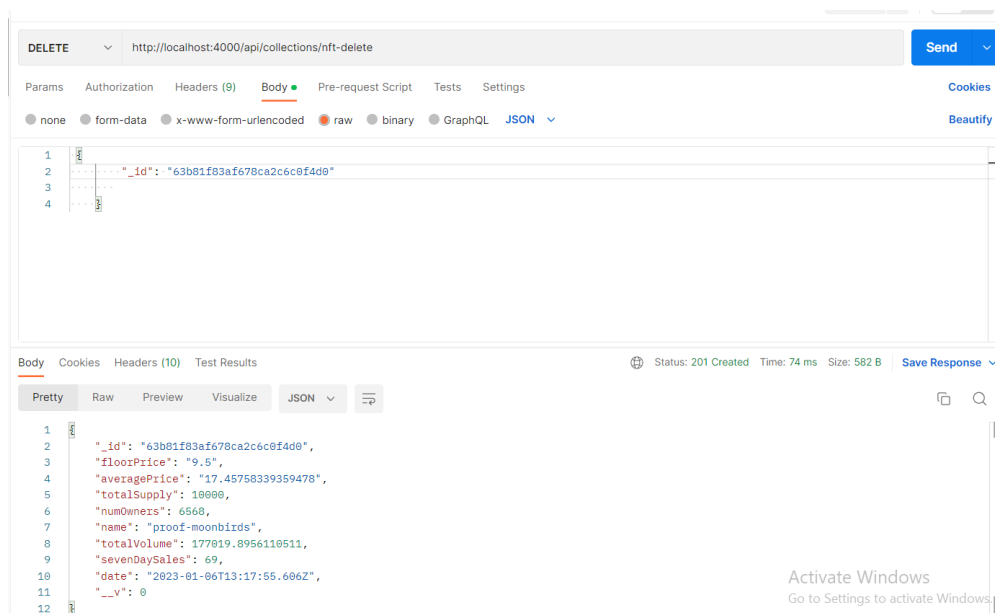 DELETE http://localhost:4000/api/collections/nft-delete Send
Params Authorization Headers (9) Body Pre-request Script Tests Settings Cookies
none form-data x-www-form-urlencoded raw binary GraphQL JSON Beautify
1 {
2 "_id": "63b81f83af678ca2c6c0f4d0"
3
4 }
Body Cookies Headers (10) Test Results Status: 201 Created Time: 74 ms Size: 582 B Save Response
Pretty Raw Preview Visualize JSON
1 {
2 "_id": "63b81f83af678ca2c6c0f4d0",
3 "floorPrice": "9.5",
4 "averagePrice": "17.45758339359478",
5 "totalSupply": 10000,
6 "numOwners": 6568,
7 "name": "proof-moonbirds",
8 "totalVolume": 177019.8956110511,
9 "sevenDaySales": 69,
10 "date": "2023-01-06T13:17:55.606Z",
11 "__v": 0
12 }
Activate Windows
Go to Settings to activate Windows.